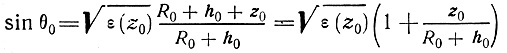 sin θ₀ = √ε(z₀) (R₀ + h₀ + z₀)/(R₀ + h₀) = √ε(z₀) (1 + z₀/(R₀ + h₀))